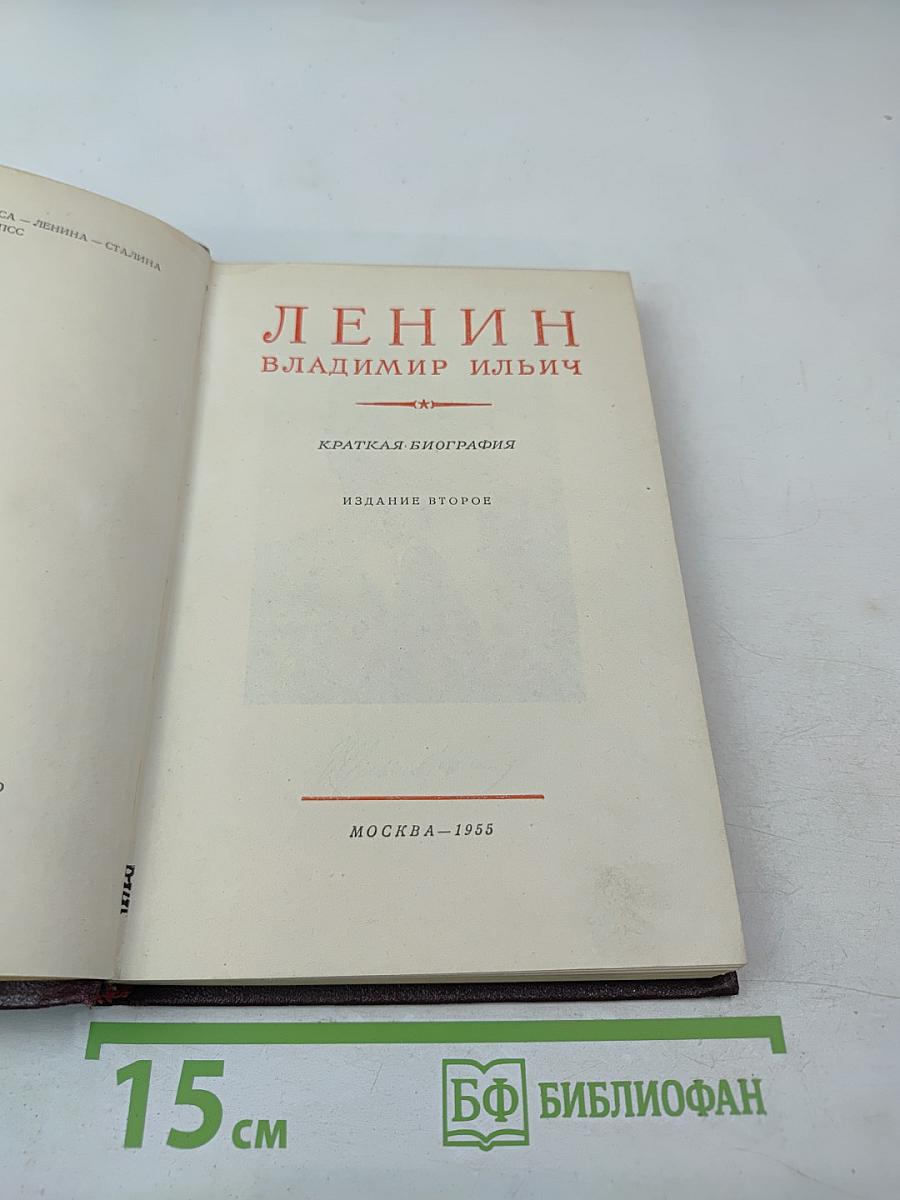 СА — ЛЕНИНА — СТАЛИНА
ПСС
ЛЕНИН
ВЛАДИМИР ИЛЬИЧ
КРАТКАЯ БИОГРАФИЯ
ИЗДАНИЕ ВТОРОЕ
МОСКВА—1955
15 см
БФ БИБЛИОФАН